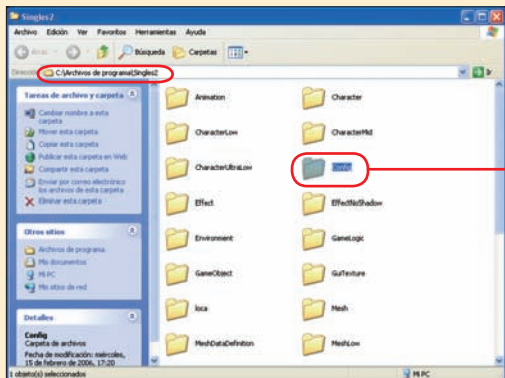 Singles2
Archivo Edición Ver Favoritos Herramientas Ayuda
Atrás Búsqueda Carpetas
Dirección C:\Archivos de programa\Singles2 Ir
Tareas de archivo y carpeta
Cambiar nombre a esta carpeta
Mover esta carpeta
Copiar esta carpeta
Publicar esta carpeta en Web
Compartir esta carpeta
Enviar por correo electrónico los archivos de esta carpeta
Eliminar esta carpeta
Otros sitios
Archivos de programa
Mis documentos
Mi PC
Mis sitios de red
Detalles
Config
Carpeta de archivos
Fecha de modificación: miércoles, 15 de febrero de 2006, 17:20
Animation
Character
CharacterLow
CharacterMid
CharacterUltraLow
Config
Effect
EffectNoShadow
Environment
GameLogic
GameObject
GuiTexture
loca
Mesh
MeshDataDefinition
MeshLow
1 objeto(s) seleccionados
Mi PC